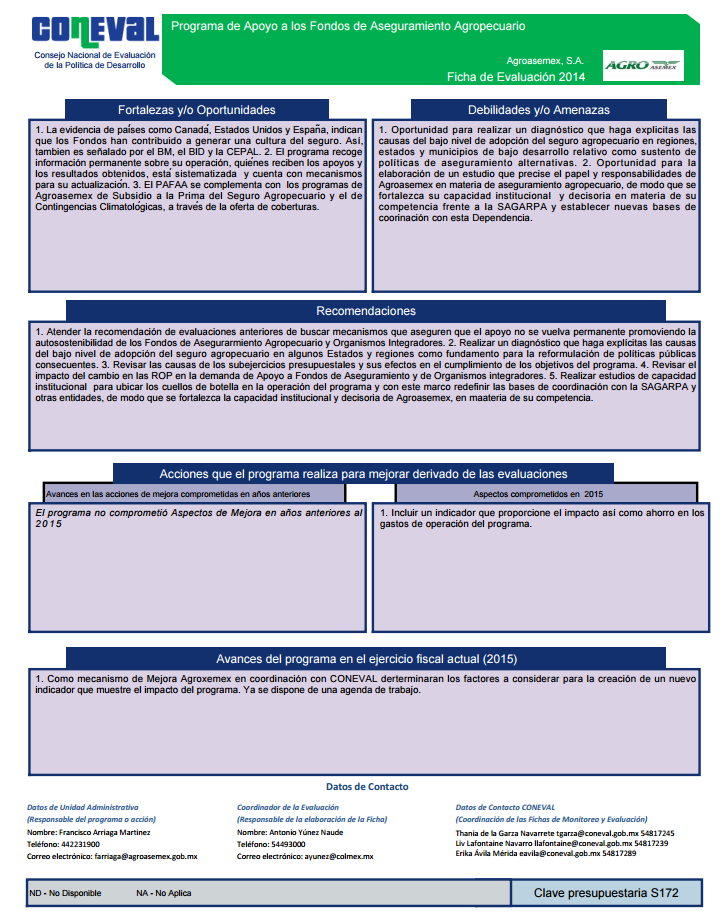 CONEVAL
Consejo Nacional de Evaluación
de la Política de Desarrollo
Programa de Apoyo a los Fondos de Aseguramiento Agropecuario
Agroasemex, S.A.
Ficha de Evaluación 2014
AGRO ASEMEX
Fortalezas y/o Oportunidades
1. La evidencia de países como Canadá, Estados Unidos y España, indican
que los Fondos han contribuido a generar una cultura del seguro. Así,
tambien es señalado por el BM, el BID y la CEPAL. 2. El programa recoge
información permanente sobre su operación, quiénes reciben los apoyos y
los resultados obtenidos, está sistematizada y cuenta con mecanismos
para su actualización. 3. El PAFAA se complementa con los programas de
Agroasemex de Subsidio a la Prima del Seguro Agropecuario y el de
Contingencias Climatológicas, a través de la oferta de coberturas.
Debilidades y/o Amenazas
1. Oportunidad para realizar un diagnóstico que haga explicitas las
causas del bajo nivel de adopción del seguro agropecuario en regiones,
estados y municipios de bajo desarrollo relativo como sustento de
políticas de aseguramiento alternativas. 2. Oportunidad para la
elaboración de un estudio que precise el papel y responsabilidades de
Agroasemex en materia de aseguramiento agropecuario, de modo que se
fortalezca su capacidad institucional y decisoria en materia de su
competencia frente a la SAGARPA y establecer nuevas bases de
coorinación con esta Dependencia.
Recomendaciones
1. Atender la recomendación de evaluaciones anteriores de buscar mecanismos que aseguren que el apoyo no se vuelva permanente promoviendo la
autosostenibilidad de los Fondos de Asegurarmiento Agropecuario y Organismos Integradores. 2. Realizar un diagnóstico que haga explicitas las causas
del bajo nivel de adopción del seguro agropecuario en algunos Estados y regiones como fundamento para la reformulación de políticas públicas
consecuentes. 3. Revisar las causas de los subejercicios presupuestales y sus efectos en el cumplimiento de los objetivos del programa. 4. Revisar el
impacto del cambio en las ROP en la demanda de Apoyo a Fondos de Aseguramiento y de Organismos integradores. 5. Realizar estudios de capacidad
institucional para ubicar los cuellos de botella en la operación del programa y con este marco redefinir las bases de coordinación con la SAGARPA y
otras entidades, de modo que se fortalezca la capacidad institucional y decisoria de Agroasemex, en maateria de su competencia.
Acciones que el programa realiza para mejorar derivado de las evaluaciones
Avances en las acciones de mejora comprometidas en años anteriores
El programa no comprometió Aspectos de Mejora en años anteriores al
2015
Aspectos comprometidos en 2015
1. Incluir un indicador que proporcione el impacto así como ahorro en los
gastos de operación del programa.
Avances del programa en el ejercicio fiscal actual (2015)
1. Como mecanismo de Mejora Agroxemex en coordinación con CONEVAL derterminaran los factores a considerar para la creación de un nuevo
indicador que muestre el impacto del programa. Ya se dispone de una agenda de trabajo.
Datos de Contacto
Datos de Unidad Administrativa
(Responsable del programa o acción)
Nombre: Francisco Arriaga Martinez
Teléfono: 442231900
Correo electrónico: farriaga@agroasemex.gob.mx
Coordinador de la Evaluación
(Responsable de la elaboración de la Ficha)
Nombre: Antonio Yúnez Naude
Teléfono: 54493000
Correo electrónico: ayunez@colmex.mx
Datos de Contacto CONEVAL
(Coordinación de las Fichas de Monitoreo y Evaluación)
Thania de la Garza Navarrete tgarza@coneval.gob.mx 54817245
Liv Lafontaine Navarro llafontaine@coneval.gob.mx 54817239
Erika Ávila Mérida eavila@coneval.gob.mx 54817289
ND - No Disponible NA - No Aplica
Clave presupuestaria S172